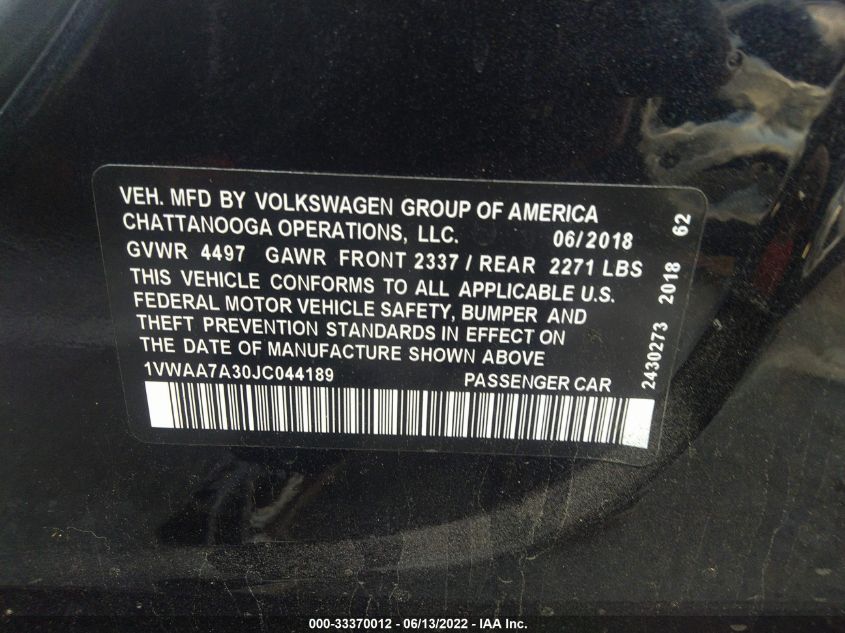 VEH. MFD BY VOLKSWAGEN GROUP OF AMERICA
CHATTANOOGA OPERATIONS, LLC. 06/2018
GVWR 4497 GAWR FRONT 2337 / REAR 2271 LBS
THIS VEHICLE CONFORMS TO ALL APPLICABLE U.S.
FEDERAL MOTOR VEHICLE SAFETY, BUMPER AND
THEFT PREVENTION STANDARDS IN EFFECT ON
THE DATE OF MANUFACTURE SHOWN ABOVE
1VWAA7A30JC044189 PASSENGER CAR
2430273 2018 62
000-33370012 - 06/13/2022 - IAA Inc.